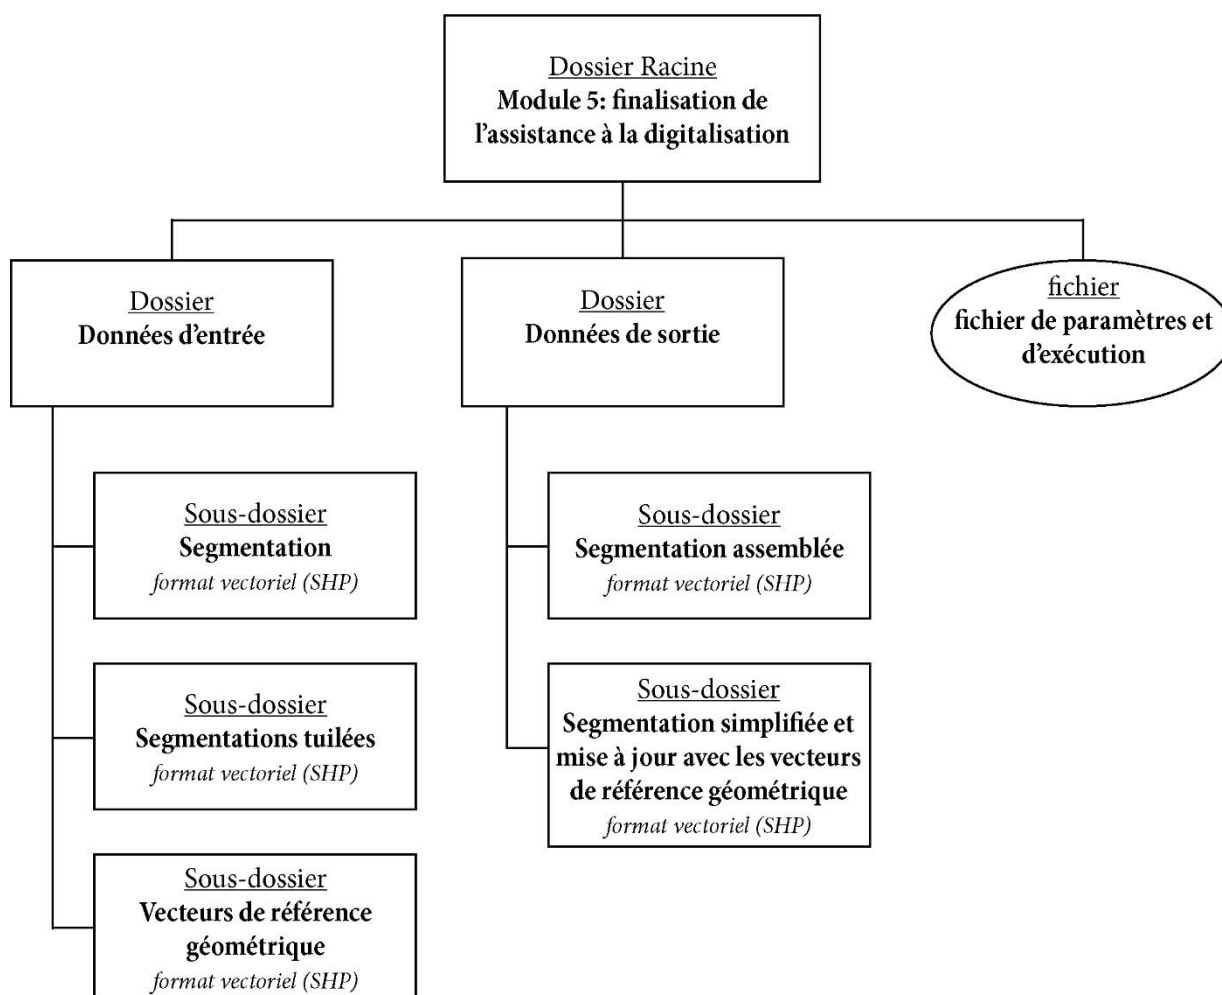 Dossier Racine
Module 5: finalisation de
l'assistance à la digitalisation
Dossier
Données d'entrée
Dossier
Données de sortie
fichier
fichier de paramètres et
d'exécution
Sous-dossier
Segmentation
format vectoriel (SHP)
Sous-dossier
Segmentations tuilées
format vectoriel (SHP)
Sous-dossier
Vecteurs de référence
géométrique
format vectoriel (SHP)
Sous-dossier
Segmentation assemblée
format vectoriel (SHP)
Sous-dossier
Segmentation simplifiée et
mise à jour avec les vecteurs
de référence géométrique
format vectoriel (SHP)